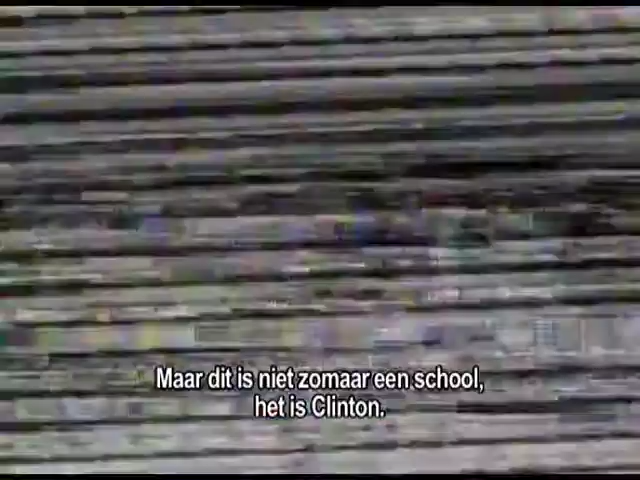 Maar dit is niet zomaar een school,
het is Clinton.